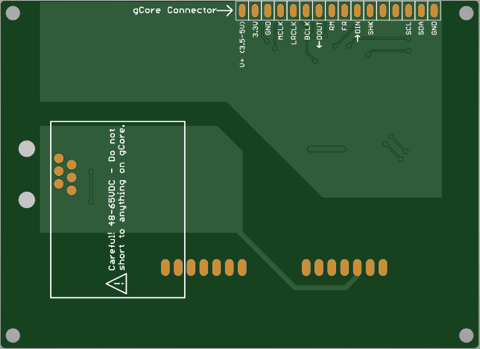 gCore Connector→
V+ (3.5-5V)
3.3V
GND
MCLK
LRCLK
BCLK
←DOUT
RM
FR
→DIN
SHK
SCL
SDA
GND
Careful! 48-65VDC - Do not
short to anything on gCore.